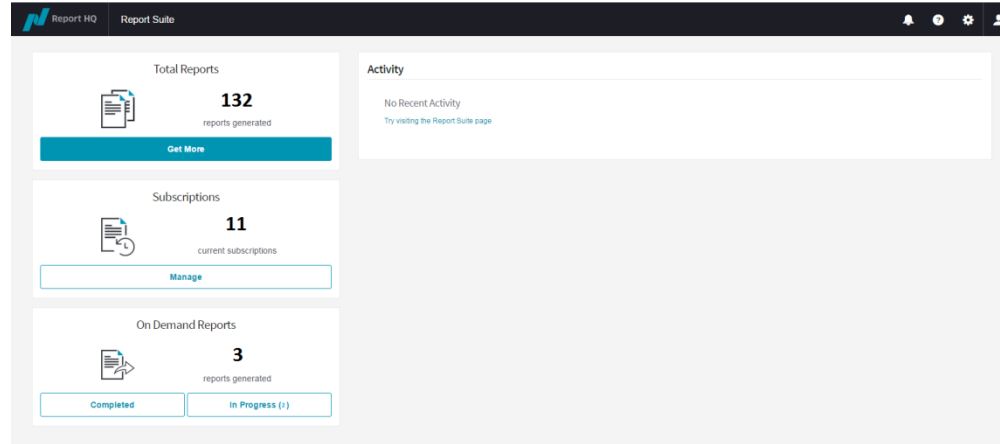 Report HQ
Report Suite
Total Reports
132
reports generated
Get More
Subscriptions
11
current subscriptions
Manage
On Demand Reports
3
reports generated
Completed
In Progress (2)
Activity
No Recent Activity
Try visiting the Report Suite page